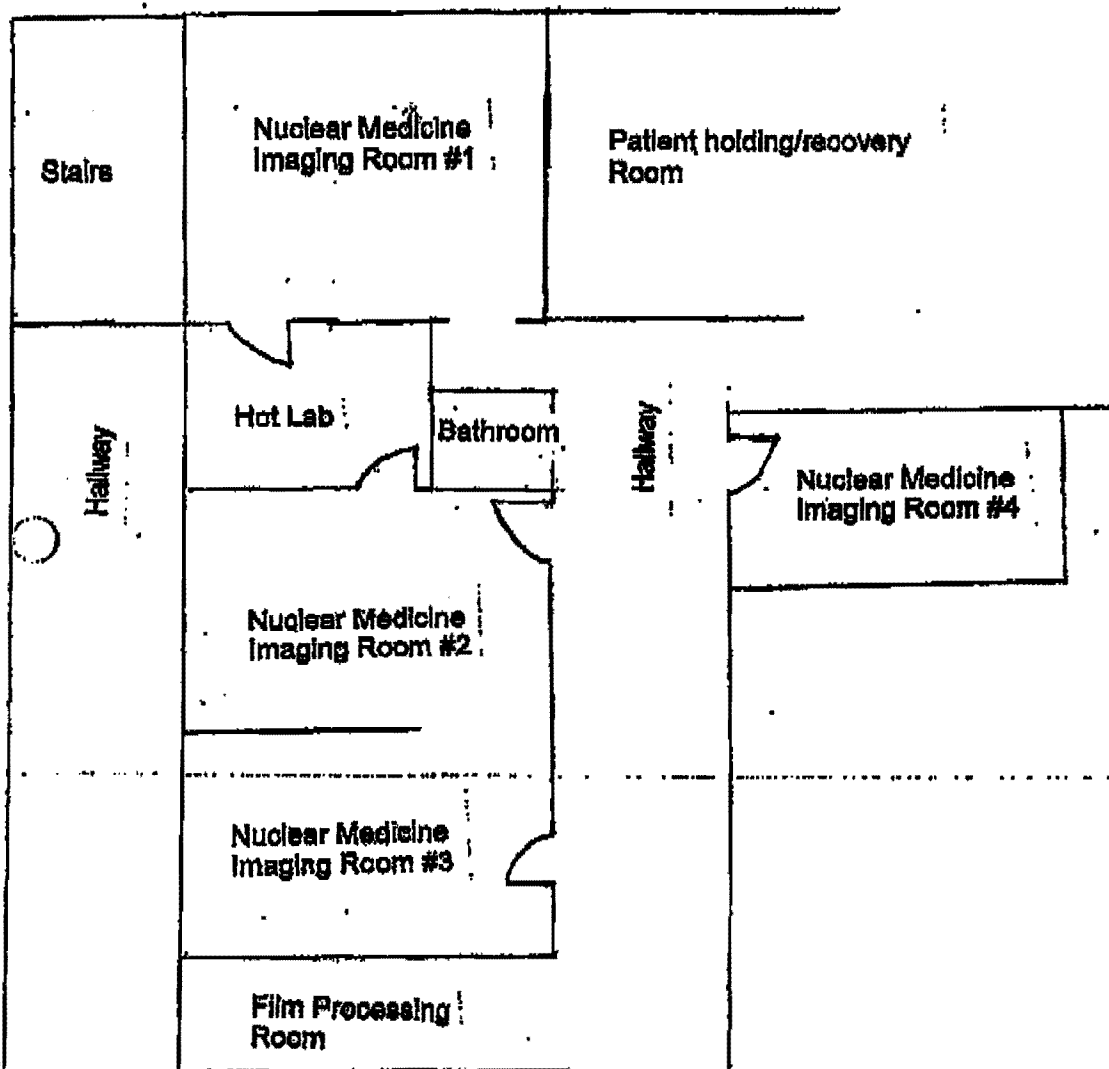 Nuclear Medicine
Imaging Room #1
Patient holding/recovery
Room
Stairs
Hot Lab
Bathroom
Hallway
Hallway
Nuclear Medicine
Imaging Room #4
Nuclear Medicine
Imaging Room #2
Nuclear Medicine
Imaging Room #3
Film Processing
Room